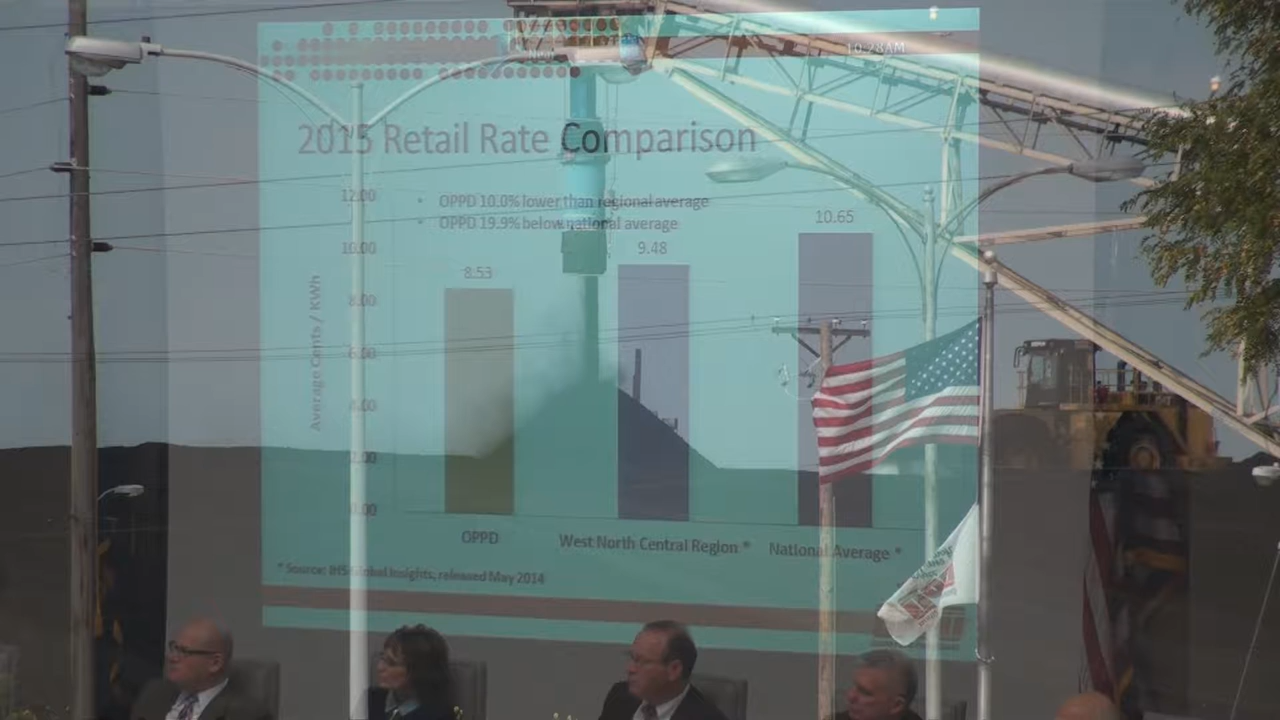 10:28AM
2015 Retail Rate Comparison
• OPPD 10.0% lower than regional average
• OPPD 19.9% below national average
12.00
10.00
8.00
6.00
4.00
2.00
0.00
Average Cents / KWh
8.53
9.48
10.65
OPPD
West North Central Region *
National Average *
* Source: IHS Global Insights, released May 2014